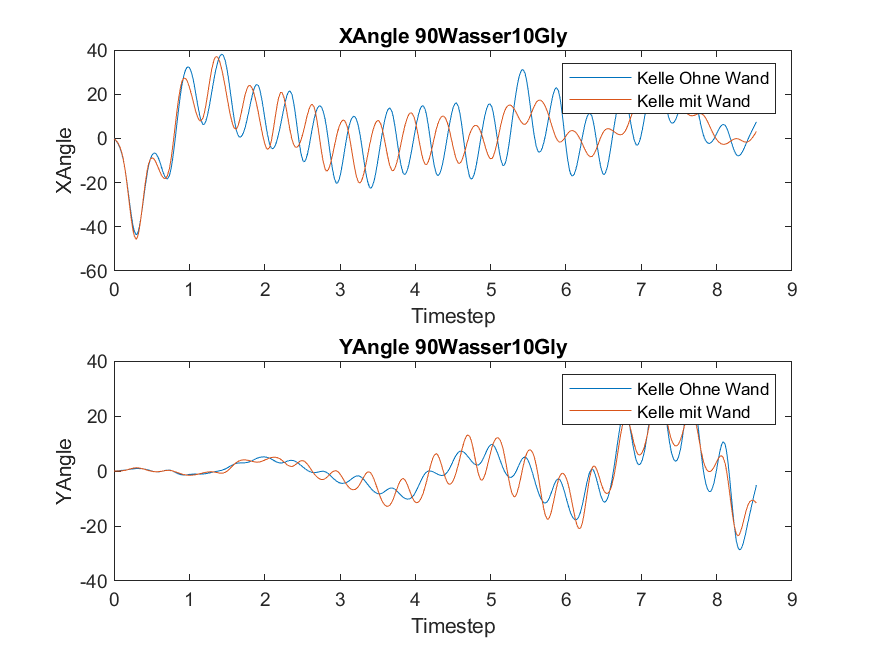 XAngle 90Wasser10Gly
40
20
0
-20
-40
-60
XAngle
Kelle Ohne Wand
Kelle mit Wand
0 1 2 3 4 5 6 7 8 9
Timestep
YAngle 90Wasser10Gly
40
20
0
-20
-40
YAngle
Kelle Ohne Wand
Kelle mit Wand
0 1 2 3 4 5 6 7 8 9
Timestep